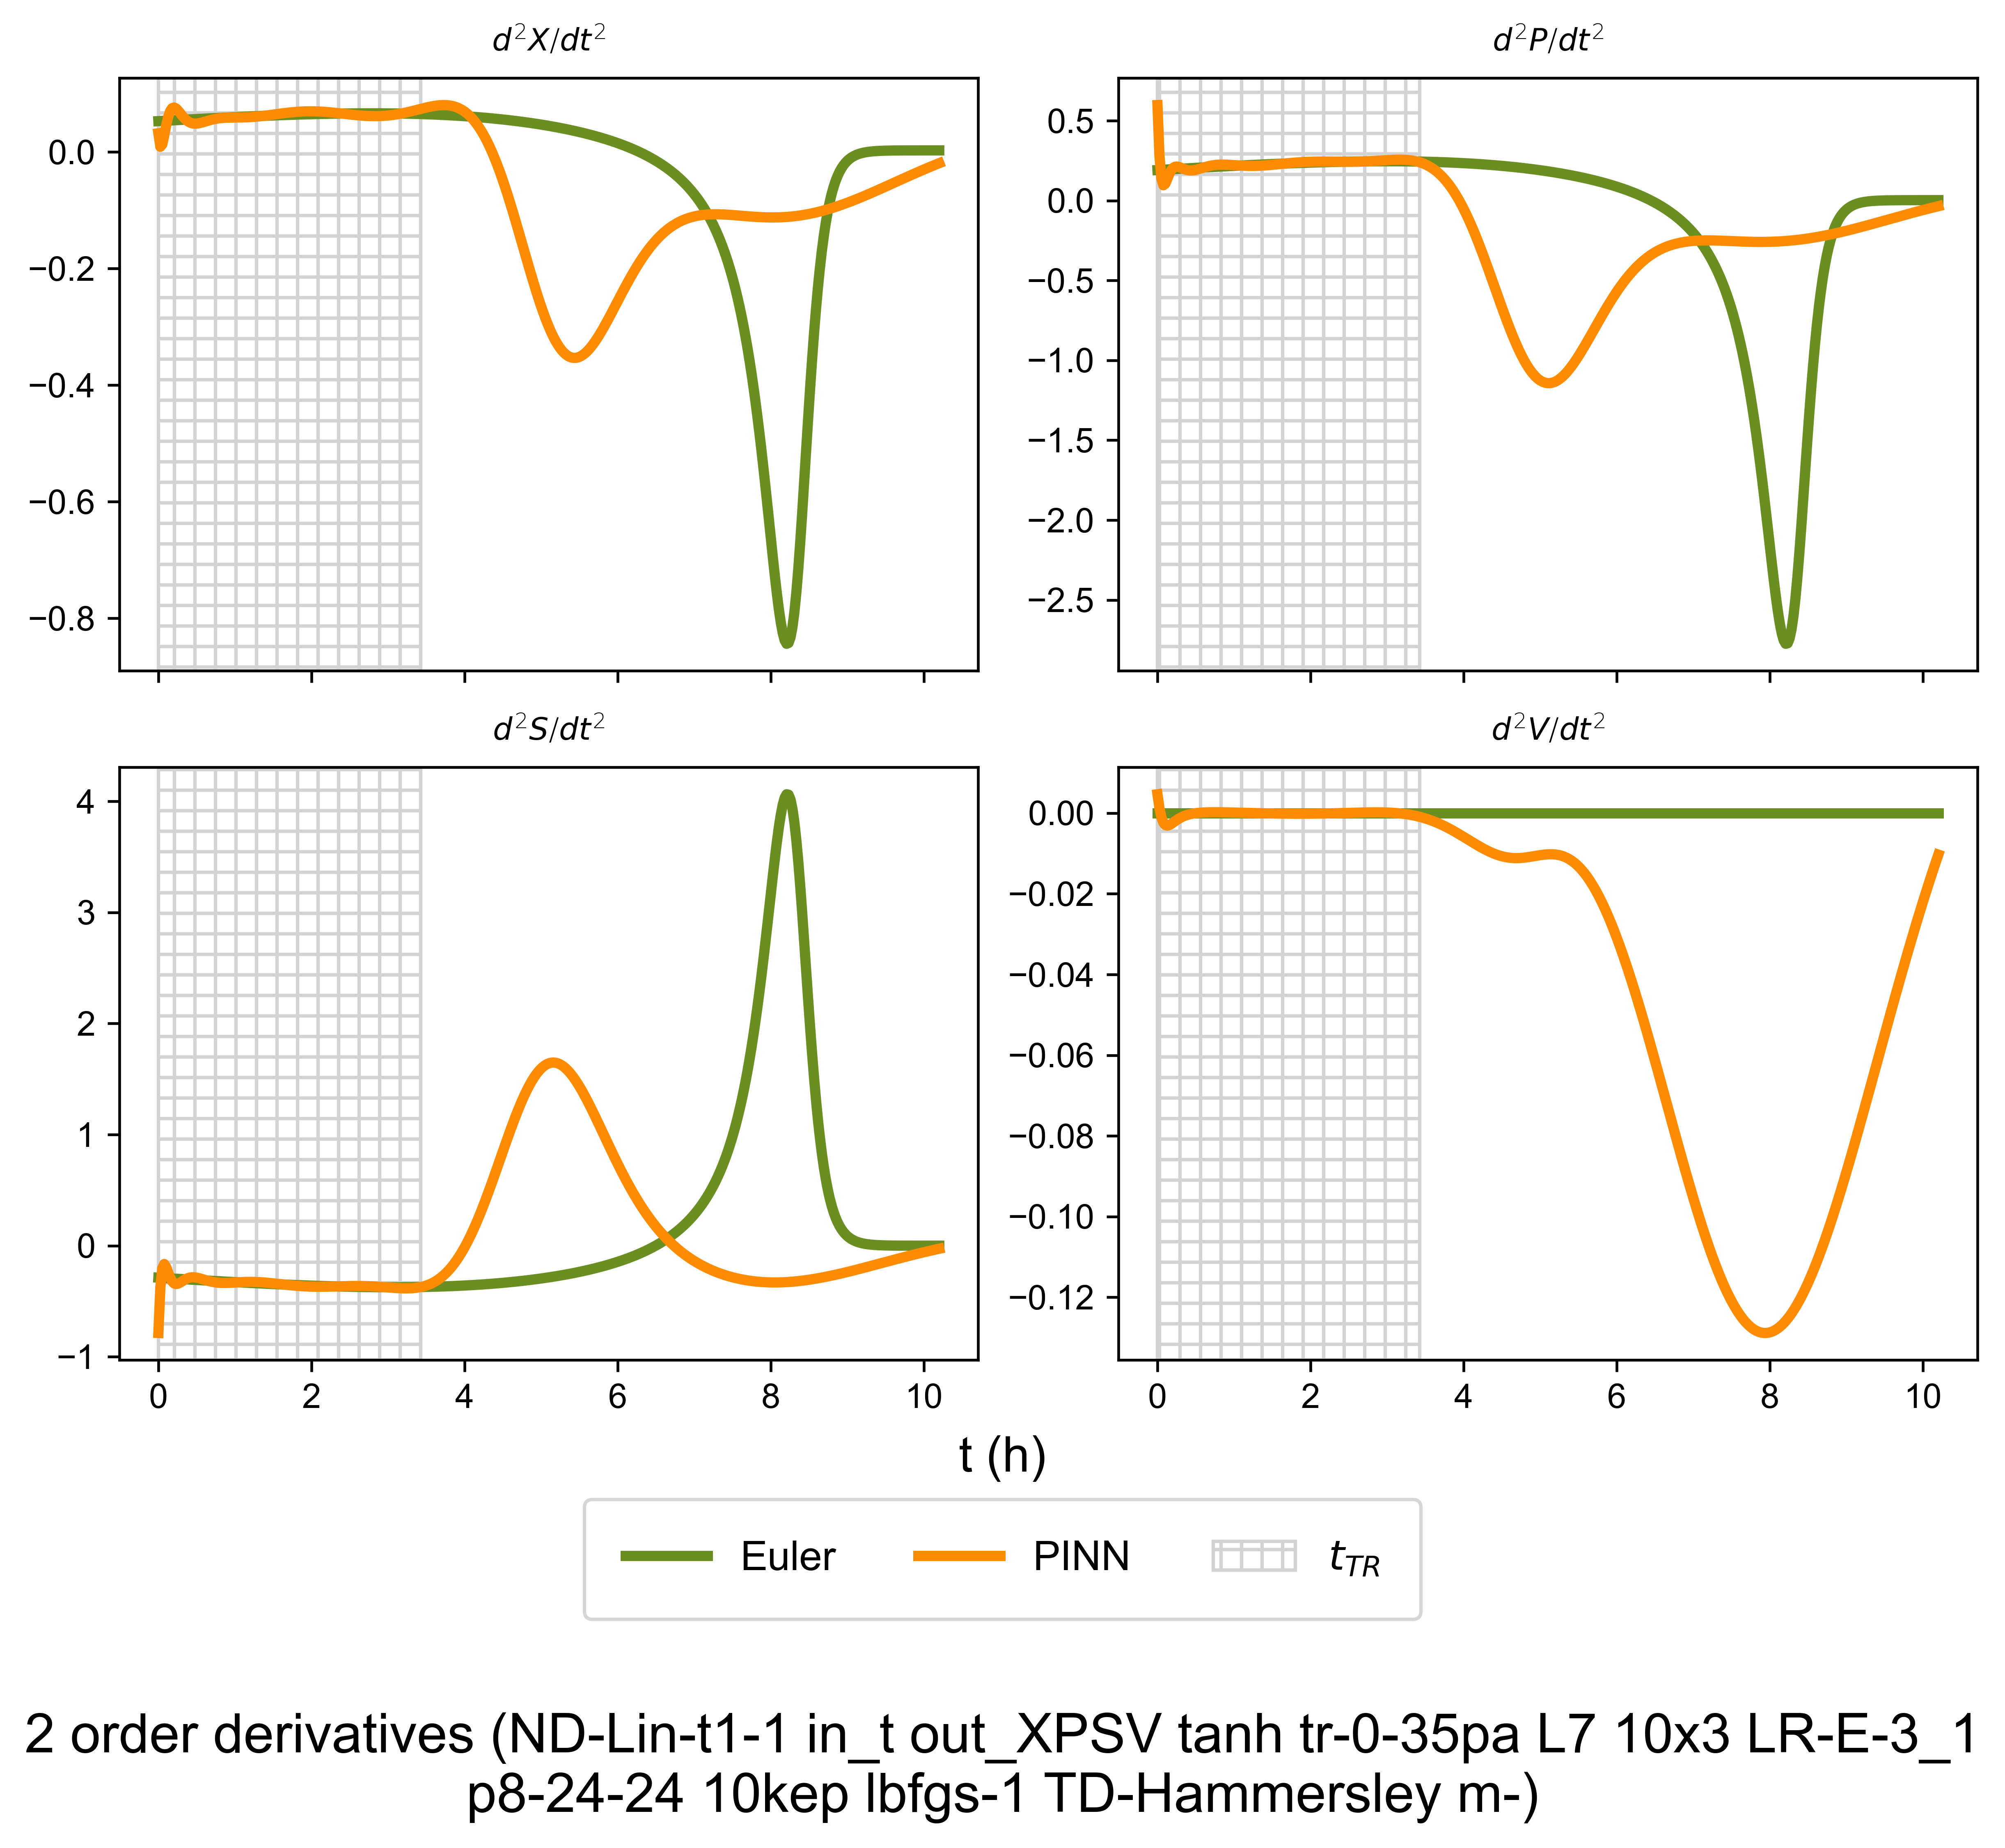 d²X/dt²
d²P/dt²
0.0
−0.2
−0.4
−0.6
−0.8
0.5
0.0
−0.5
−1.0
−1.5
−2.0
−2.5
d²S/dt²
d²V/dt²
4
3
2
1
0
−1
0.00
−0.02
−0.04
−0.06
−0.08
−0.10
−0.12
0 2 4 6 8 10
0 2 4 6 8 10
t (h)
Euler PINN t_TR
2 order derivatives (ND-Lin-t1-1 in_t out_XPSV tanh tr-0-35pa L7 10x3 LR-E-3_1
p8-24-24 10kep lbfgs-1 TD-Hammersley m-)